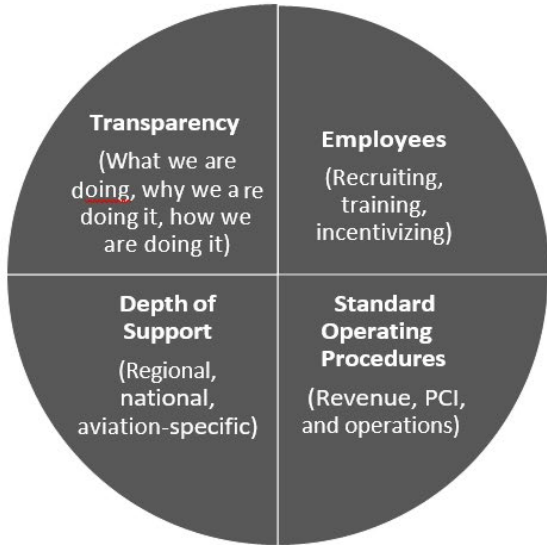 Transparency
(What we are
doing, why we are
doing it, how we
are doing it)
Employees
(Recruiting,
training,
incentivizing)
Depth of
Support
(Regional,
national,
aviation-specific)
Standard
Operating
Procedures
(Revenue, PCI,
and operations)